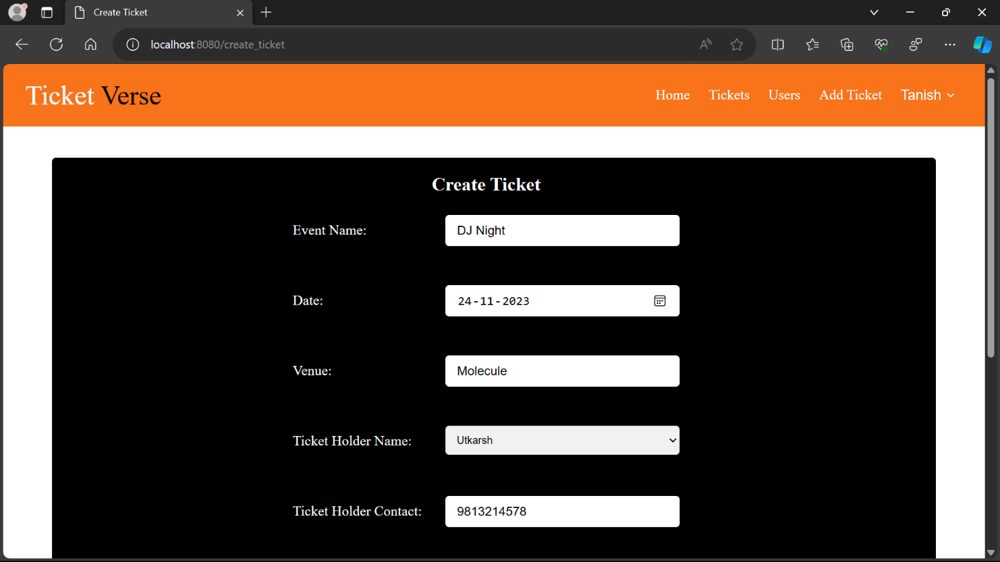 Create Ticket
localhost:8080/create_ticket
Ticket Verse
Home Tickets Users Add Ticket Tanish
Create Ticket
Event Name: DJ Night
Date: 24-11-2023
Venue: Molecule
Ticket Holder Name: Utkarsh
Ticket Holder Contact: 9813214578